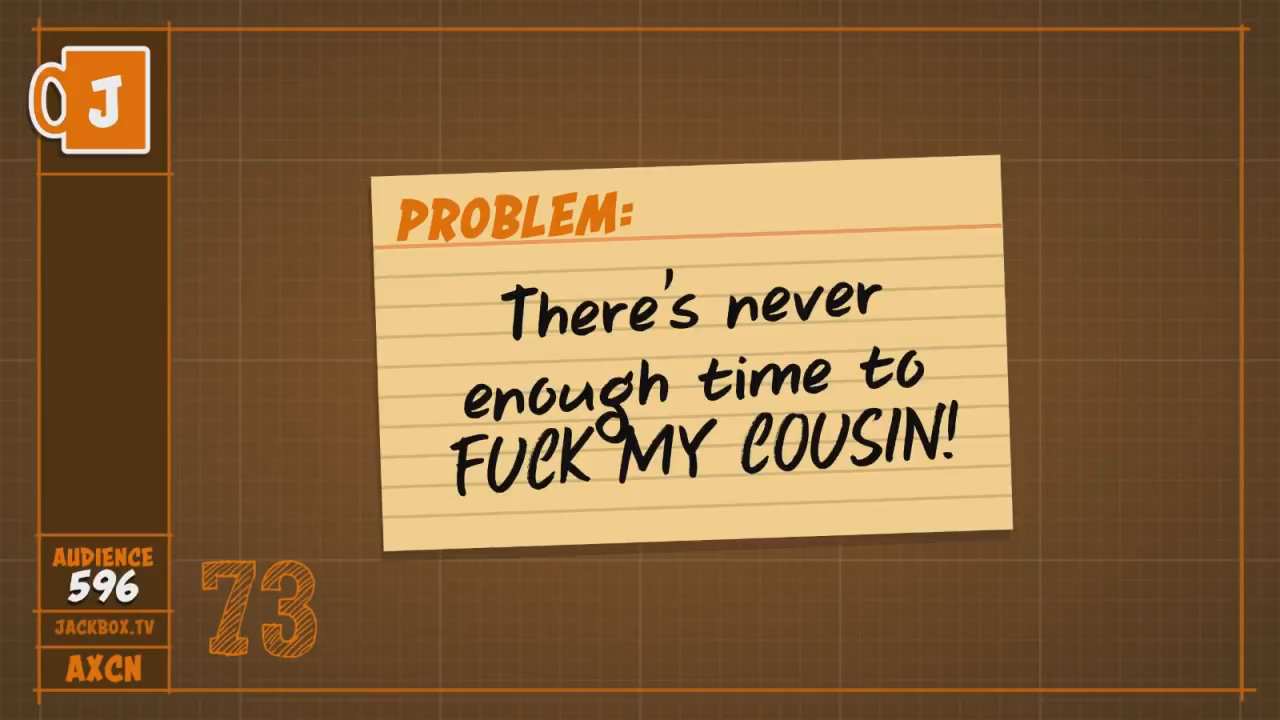 J
PROBLEM:
There's never
enough time to
FUCK MY COUSIN!
AUDIENCE
596
JACKBOX.TV
AXCN
73